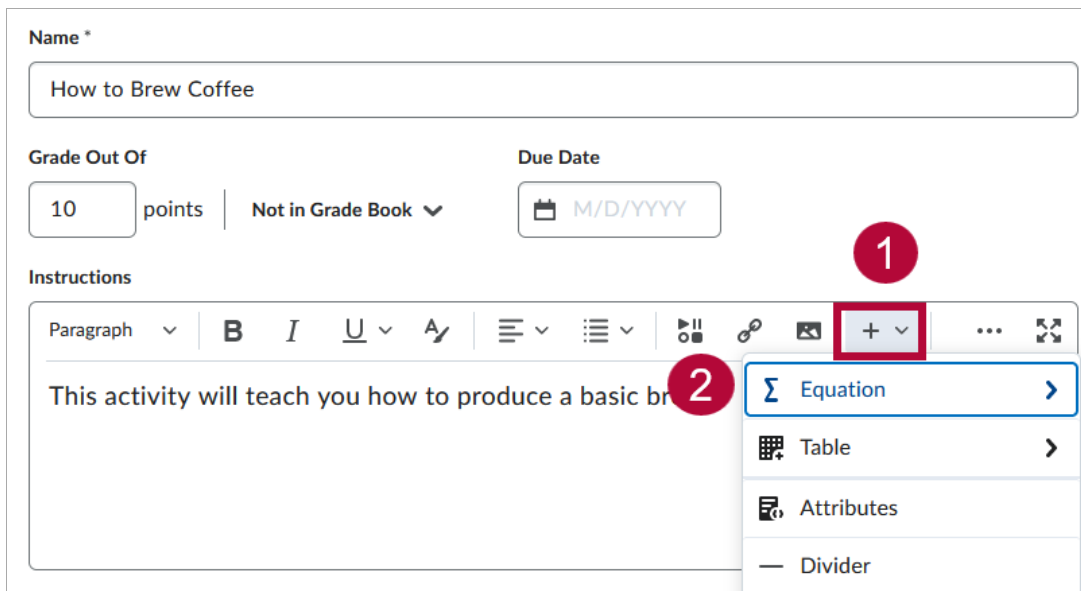 Name *
How to Brew Coffee
Grade Out Of
Due Date
10 points
Not in Grade Book
M/D/YYYY
1
Instructions
Paragraph
B I U
2
This activity will teach you how to produce a basic br
Equation
Table
Attributes
Divider